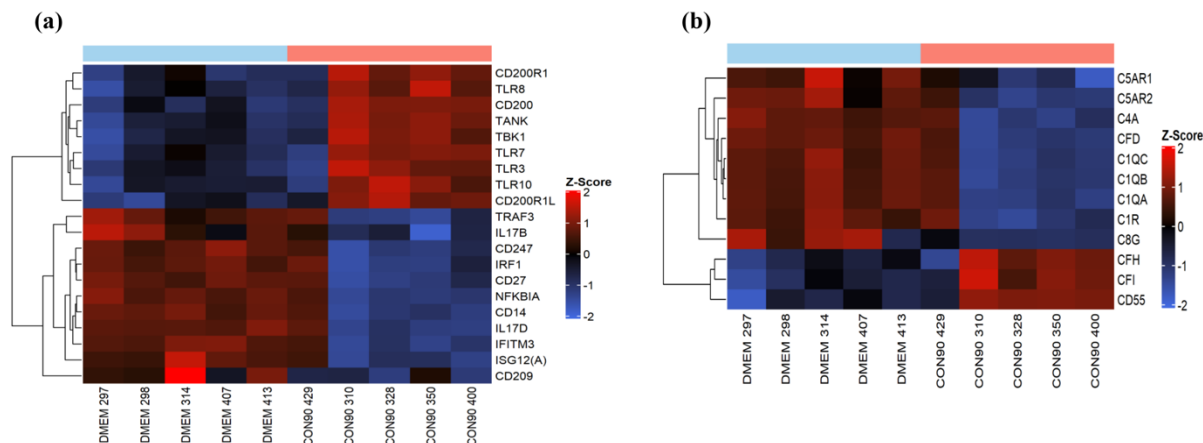 (a)
CD200R1
TLR8
CD200
TANK
TBK1
TLR7
TLR3
TLR10
CD200R1L
TRAF3
IL17B
CD247
IRF1
CD27
NFKBIA
CD14
IL17D
IFITM3
ISG12(A)
CD209
Z-Score
2
1
0
-1
-2
DMEM 297
DMEM 298
DMEM 314
DMEM 407
DMEM 413
CON90 429
CON90 310
CON90 328
CON90 350
CON90 400
(b)
C5AR1
C5AR2
C4A
CFD
C1QC
C1QB
C1QA
C1R
C8G
CFH
CFI
CD55
Z-Score
2
1
0
-1
-2
DMEM 297
DMEM 298
DMEM 314
DMEM 407
DMEM 413
CON90 429
CON90 310
CON90 328
CON90 350
CON90 400